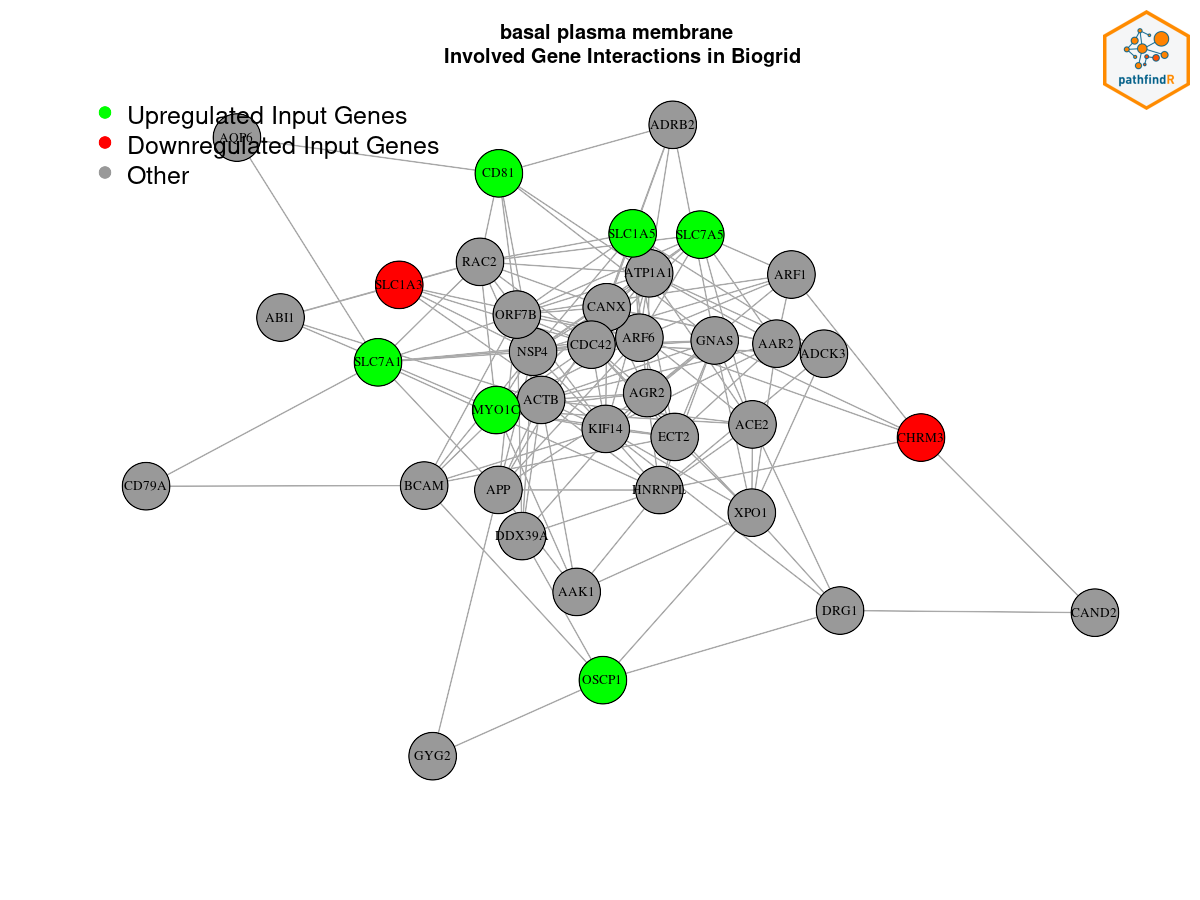 basal plasma membrane
Involved Gene Interactions in Biogrid
pathfindR
Upregulated Input Genes
Downregulated Input Genes
Other
AQP6
ADRB2
CD81
SLC1A5
SLC7A5
RAC2
ATP1A1
ARF1
SLC1A3
CANX
ABI1
ORF7B
ARF6
GNAS
AAR2
CDC42
NSP4
ADCK3
SLC7A1
AGR2
ACTB
MYO1C
ACE2
KIF14
ECT2
CHRM3
CD79A
BCAM
APP
HNRNPL
XPO1
DDX39A
AAK1
DRG1
CAND2
OSCP1
GYG2